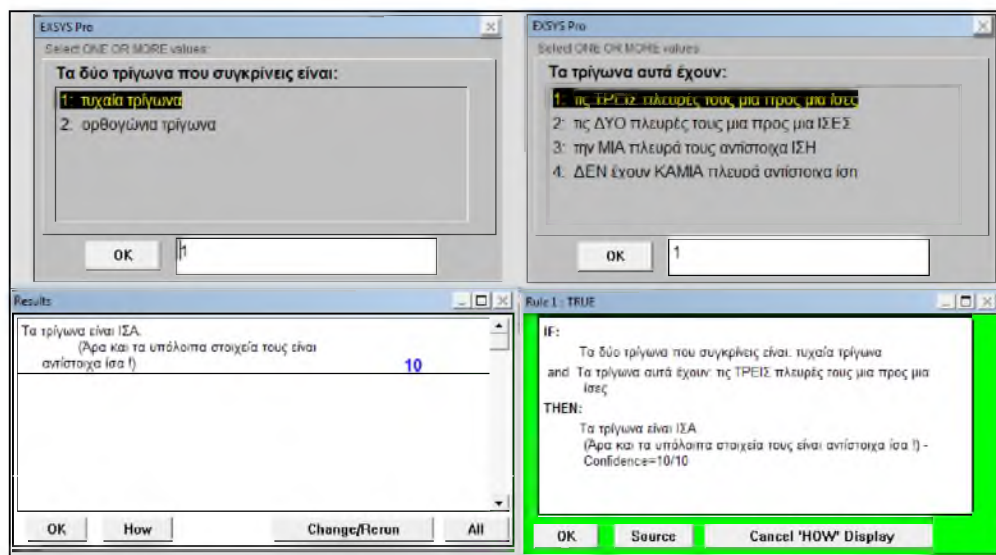 EXSYS Pro
Select ONE OR MORE values:
Τα δύο τρίγωνα που συγκρίνεις είναι:
1: τυχαία τρίγωνα
2: ορθογώνια τρίγωνα
OK
1
EXSYS Pro
Select ONE OR MORE values
Τα τρίγωνα αυτά έχουν:
1: τις ΤΡΕΙΣ πλευρές τους μια προς μια ίσες
2: τις ΔΥΟ πλευρές τους μια προς μια ΙΣΕΣ
3: την ΜΙΑ πλευρά τους αντίστοιχα ΙΣΗ
4: ΔΕΝ έχουν ΚΑΜΙΑ πλευρά αντίστοιχα ίση
OK
1
Results
Τα τρίγωνα είναι ΙΣΑ.
(Άρα και τα υπόλοιπα στοιχεία τους είναι
αντίστοιχα ίσα !)
10
OK
How
Change/Rerun
All
Rule 1 : TRUE
IF:
Τα δύο τρίγωνα που συγκρίνεις είναι: τυχαία τρίγωνα
and Τα τρίγωνα αυτά έχουν: τις ΤΡΕΙΣ πλευρές τους μια προς μια
ίσες
THEN:
Τα τρίγωνα είναι ΙΣΑ
(Άρα και τα υπόλοιπα στοιχεία τους είναι αντίστοιχα ίσα !) -
Confidence=10/10
OK
Source
Cancel 'HOW' Display